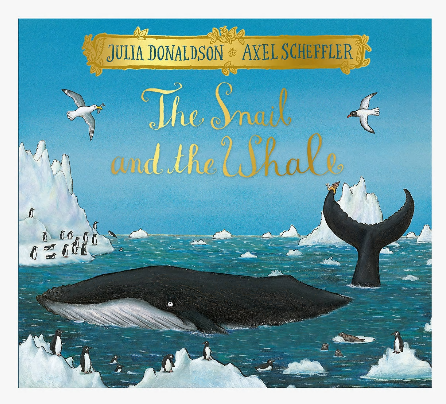 JULIA DONALDSON AXEL SCHEFFLER
The Snail
and the Whale